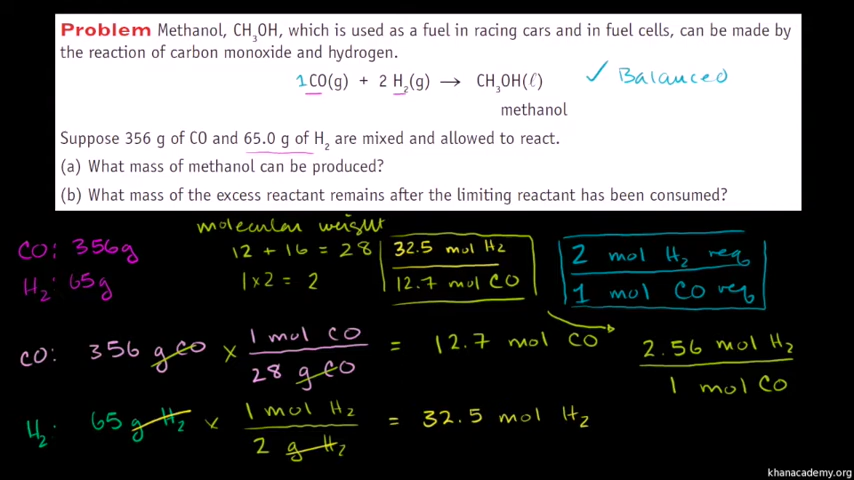 Problem Methanol, CH₃OH, which is used as a fuel in racing cars and in fuel cells, can be made by
the reaction of carbon monoxide and hydrogen.
1CO(g) + 2 H₂(g) → CH₃OH(ℓ) ✓ Balanced
methanol
Suppose 356 g of CO and 65.0 g of H₂ are mixed and allowed to react.
(a) What mass of methanol can be produced?
(b) What mass of the excess reactant remains after the limiting reactant has been consumed?
molecular weight
CO: 356g
H₂: 65g
12 + 16 = 28
1×2 = 2
32.5 mol H₂
12.7 mol CO
2 mol H₂ req
1 mol CO req
CO: 356 g CO × 1 mol CO / 28 g CO = 12.7 mol CO
2.56 mol H₂
1 mol CO
H₂: 65 g H₂ × 1 mol H₂ / 2 g H₂ = 32.5 mol H₂
khanacademy.org